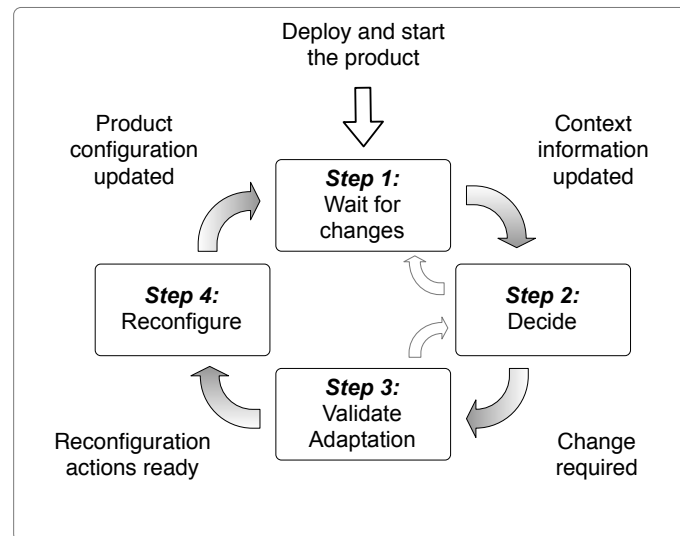 Deploy and start
the product
Product
configuration
updated
Context
information
updated
Step 1:
Wait for
changes
Step 4:
Reconfigure
Step 2:
Decide
Step 3:
Validate
Adaptation
Reconfiguration
actions ready
Change
required